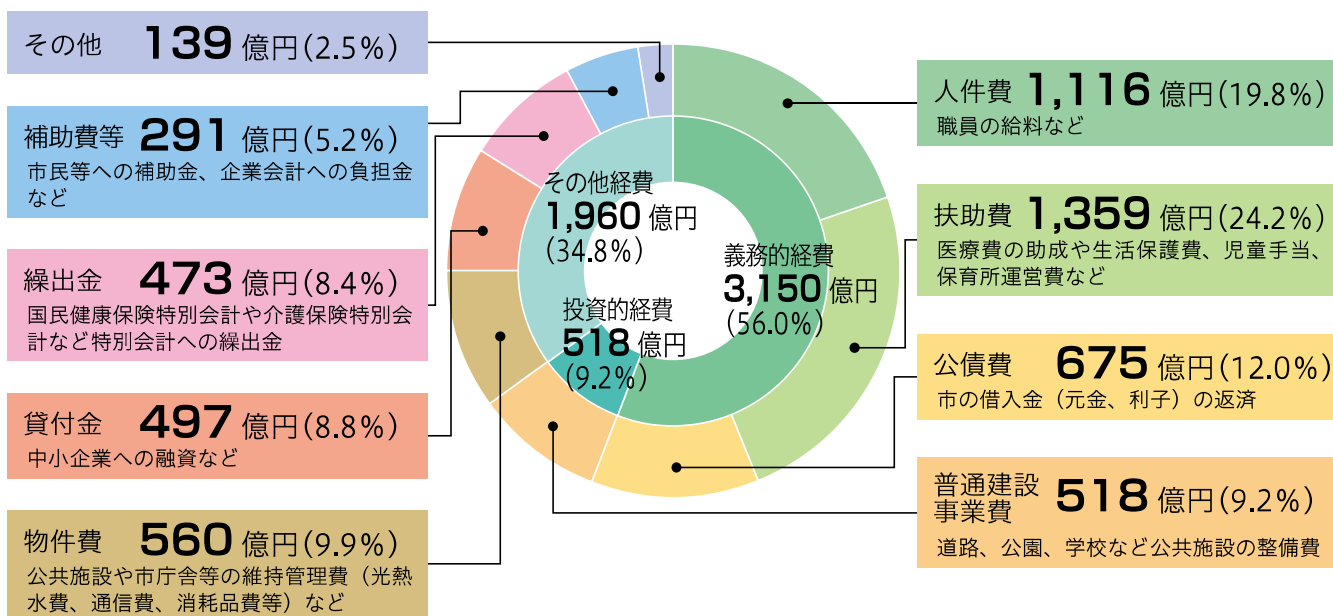 その他 139 億円(2.5%)
補助費等 291 億円(5.2%)
市民等への補助金、企業会計への負担金
など
繰出金 473 億円(8.4%)
国民健康保険特別会計や介護保険特別会
計など特別会計への繰出金
貸付金 497 億円(8.8%)
中小企業への融資など
物件費 560 億円(9.9%)
公共施設や市庁舎等の維持管理費（光熱
水費、通信費、消耗品費等）など
その他経費
1,960 億円
(34.8%)
義務的経費
3,150 億円
(56.0%)
投資的経費
518 億円
(9.2%)
人件費 1,116 億円(19.8%)
職員の給料など
扶助費 1,359 億円(24.2%)
医療費の助成や生活保護費、児童手当、
保育所運営費など
公債費 675 億円(12.0%)
市の借入金（元金、利子）の返済
普通建設
事業費 518 億円(9.2%)
道路、公園、学校など公共施設の整備費